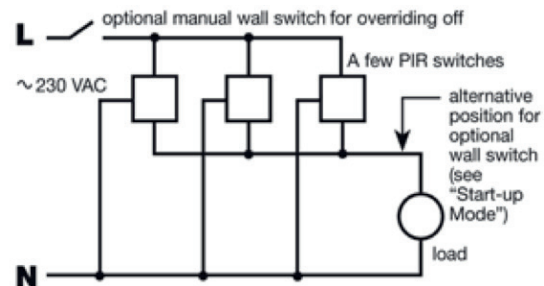 L
optional manual wall switch for overriding off
A few PIR switches
~230 VAC
alternative
position for
optional
wall switch
(see
“Start-up
Mode”)
load
N